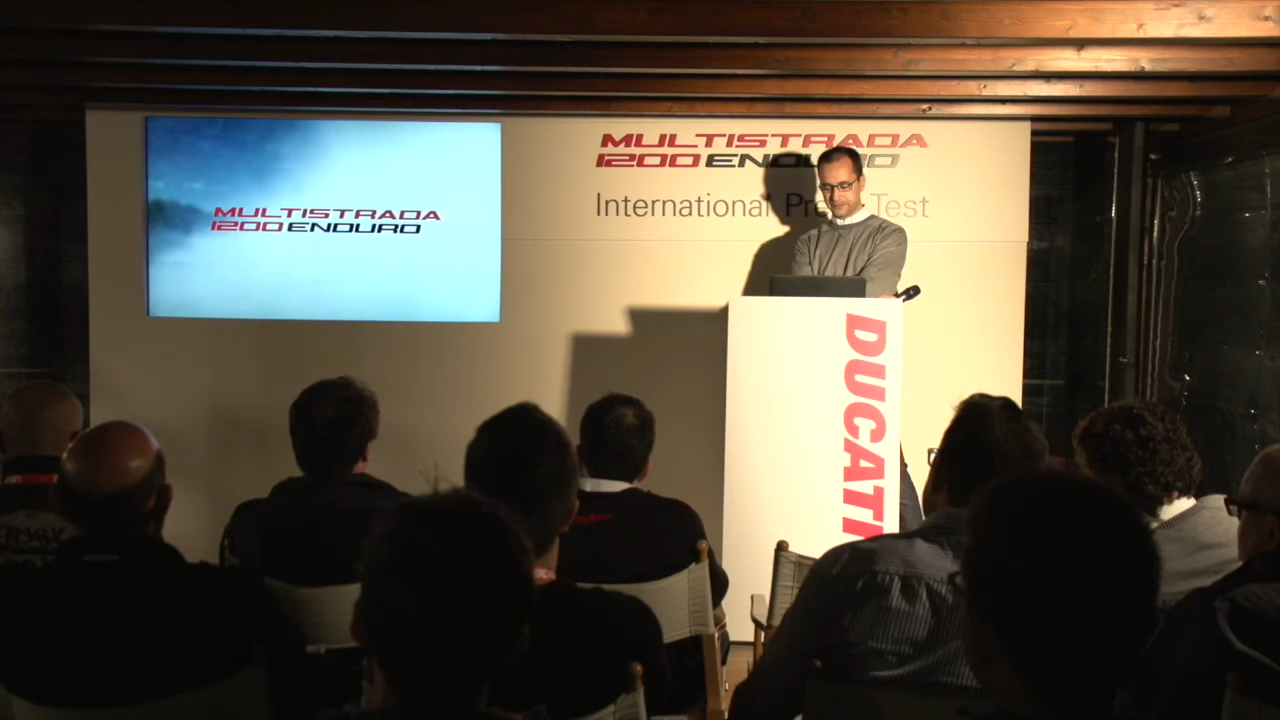 MULTISTRADA
1200 ENDURO
MULTISTRADA
1200 ENDURO
International Press Test
DUCATI